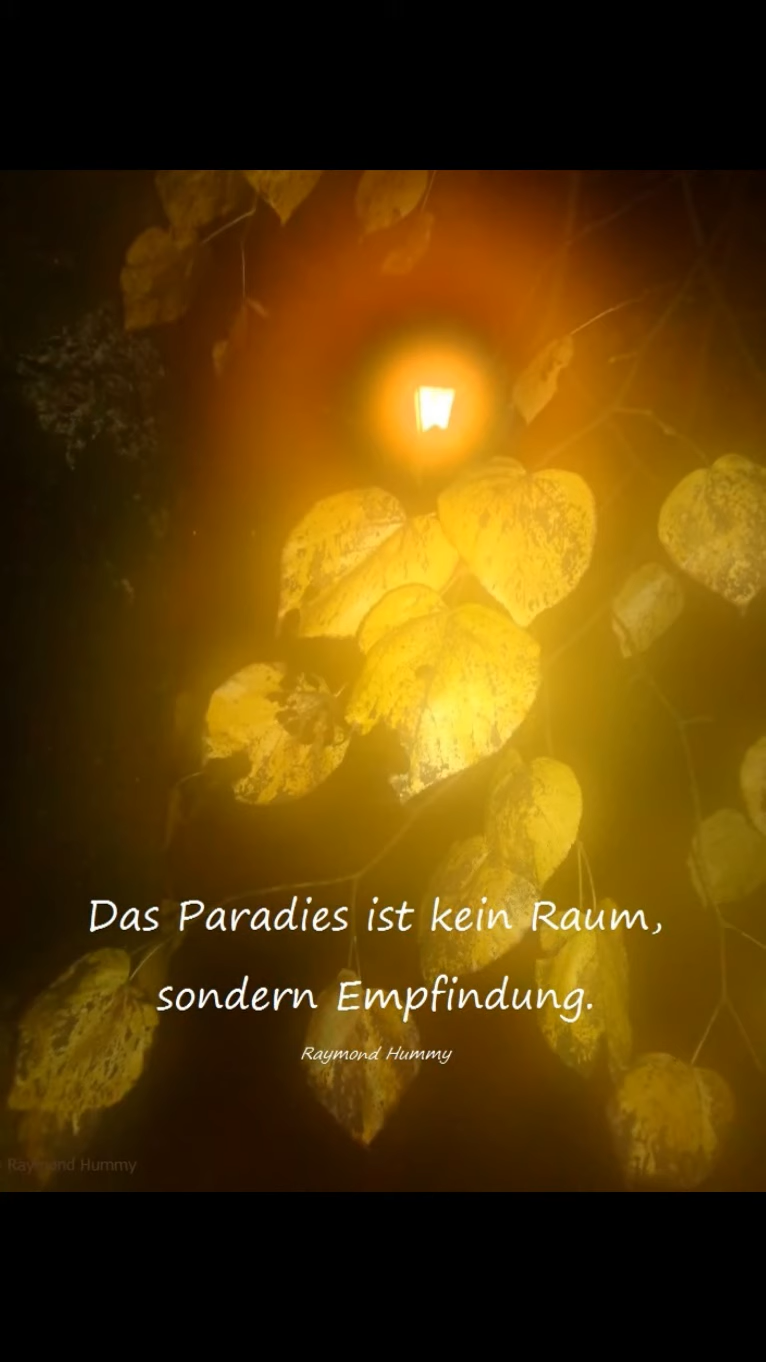 Das Paradies ist kein Raum,
sondern Empfindung.
Raymond Hummy
Raymond Hummy